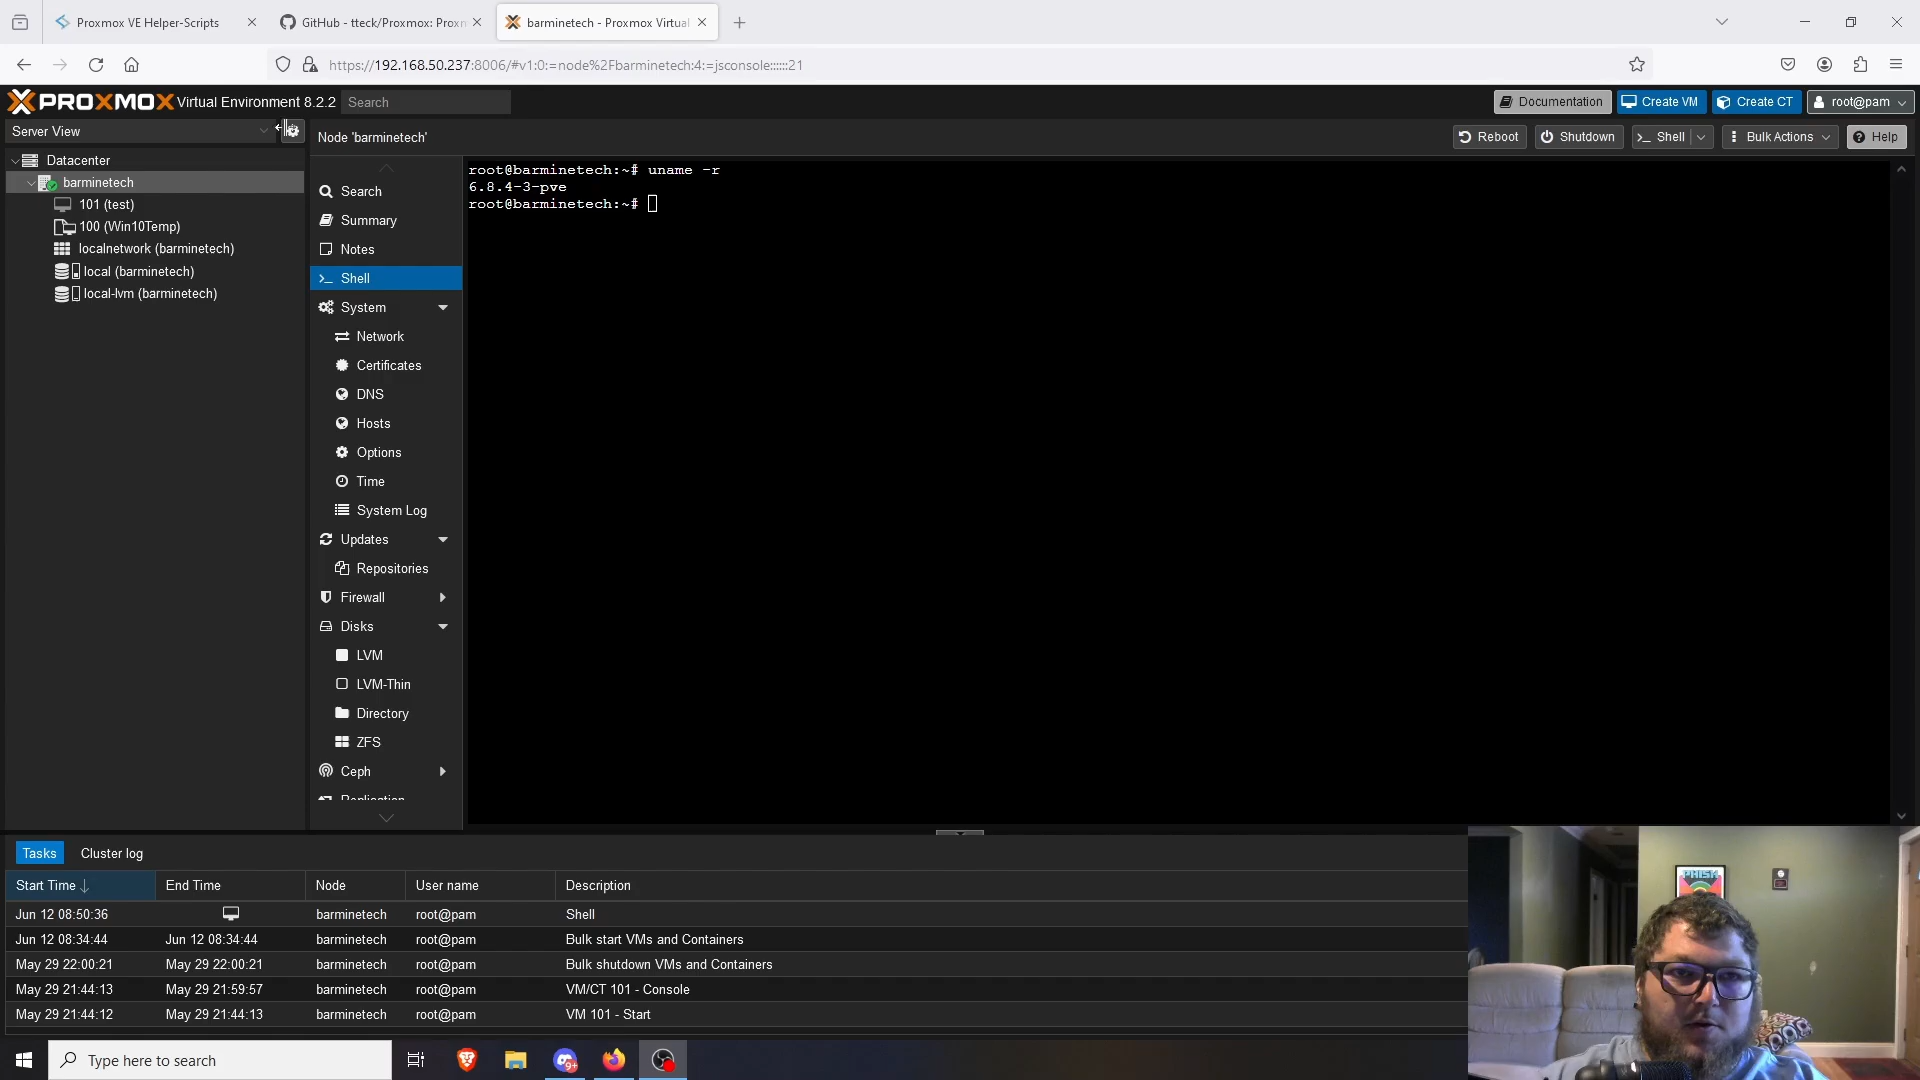 Proxmox VE Helper-Scripts
GitHub - tteck/Proxmox: Proxm
barminetech - Proxmox Virtual
https://192.168.50.237:8006/#v1:0:=node%2Fbarminetech:4:=jsconsole::::::21
PROXMOX Virtual Environment 8.2.2
Search
Documentation
Create VM
Create CT
root@pam
Server View
Node 'barminetech'
Reboot
Shutdown
Shell
Bulk Actions
Help
Datacenter
barminetech
101 (test)
100 (Win10Temp)
localnetwork (barminetech)
local (barminetech)
local-lvm (barminetech)
Search
Summary
Notes
Shell
System
Network
Certificates
DNS
Hosts
Options
Time
System Log
Updates
Repositories
Firewall
Disks
LVM
LVM-Thin
Directory
ZFS
Ceph
Replication
root@barminetech:~# uname -r
6.8.4-3-pve
root@barminetech:~#
Tasks
Cluster log
Start Time End Time Node User name Description
Jun 12 08:50:36 barminetech root@pam Shell
Jun 12 08:34:44 Jun 12 08:34:44 barminetech root@pam Bulk start VMs and Containers
May 29 22:00:21 May 29 22:00:21 barminetech root@pam Bulk shutdown VMs and Containers
May 29 21:44:13 May 29 21:59:57 barminetech root@pam VM/CT 101 - Console
May 29 21:44:12 May 29 21:44:13 barminetech root@pam VM 101 - Start
PHISH
Type here to search
9+